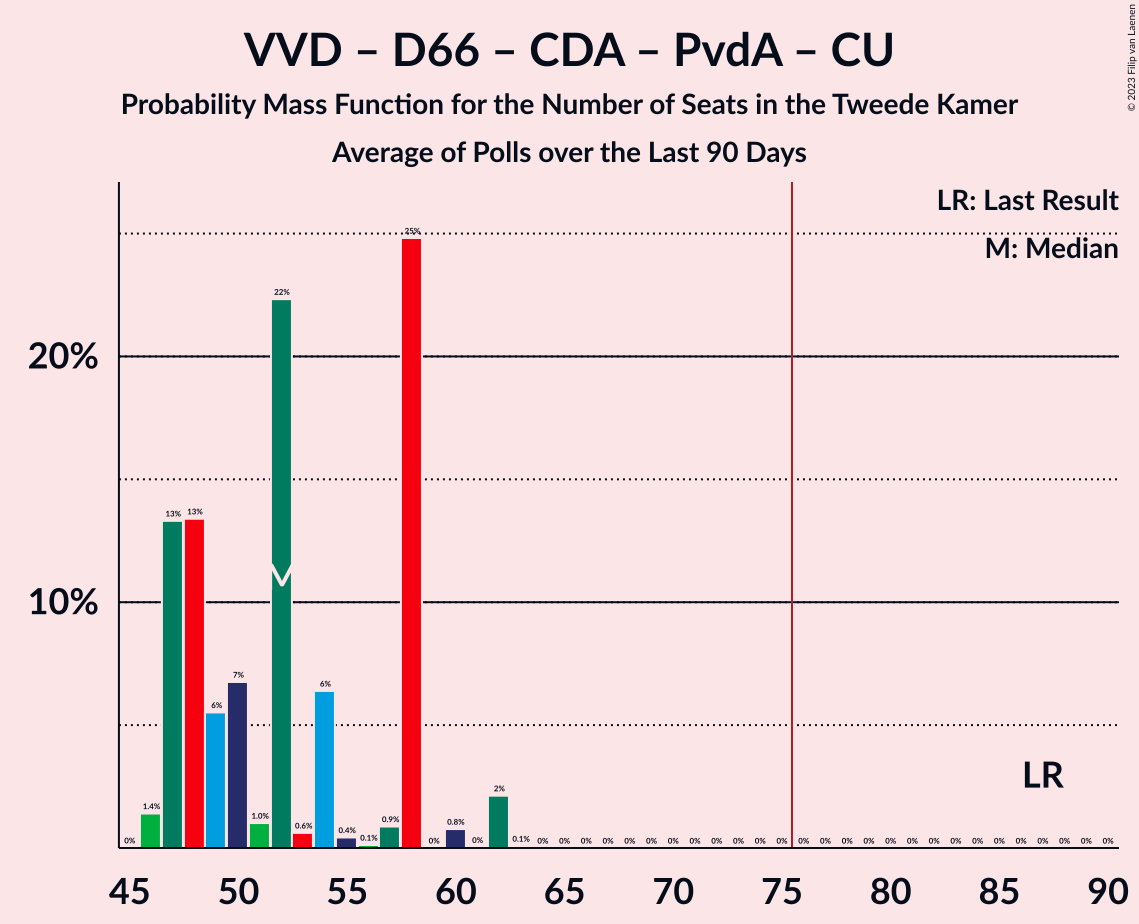 VVD – D66 – CDA – PvdA – CU
Probability Mass Function for the Number of Seats in the Tweede Kamer
Average of Polls over the Last 90 Days
© 2023 Filip van Laenen
LR: Last Result
M: Median
20%
10%
0% 1.4% 13% 13% 6% 7% 1.0% 22% 0.6% 6% 0.4% 0.1% 0.9% 25% 0% 0.8% 0% 2% 0.1% 0% 0% 0% 0% 0% 0% 0% 0% 0% 0% 0% 0% 0% 0% 0% 0% 0% 0% 0% 0% 0% 0% 0% 0% 0% 0% 0%
LR
45 50 55 60 65 70 75 80 85 90